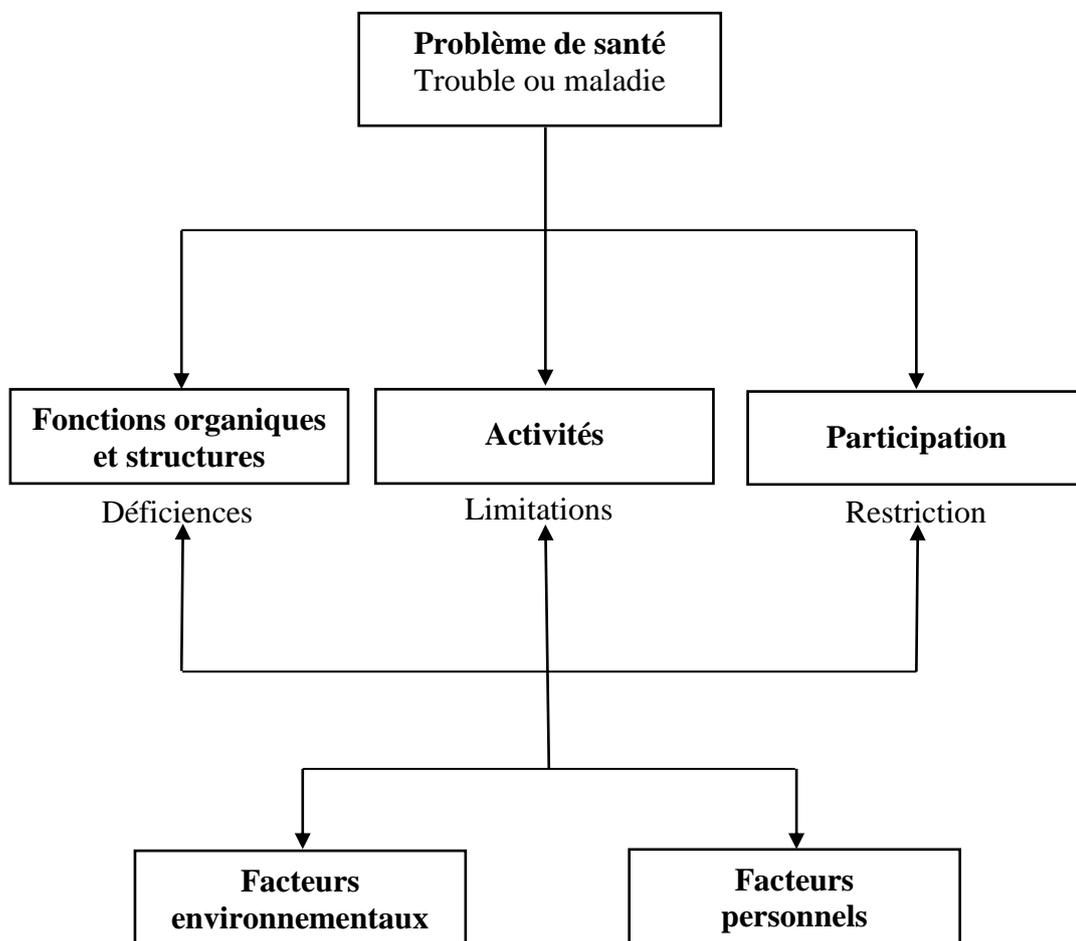 Problème de santé
Trouble ou maladie
Fonctions organiques
et structures
Activités
Participation
Déficiences
Limitations
Restriction
Facteurs
environnementaux
Facteurs
personnels